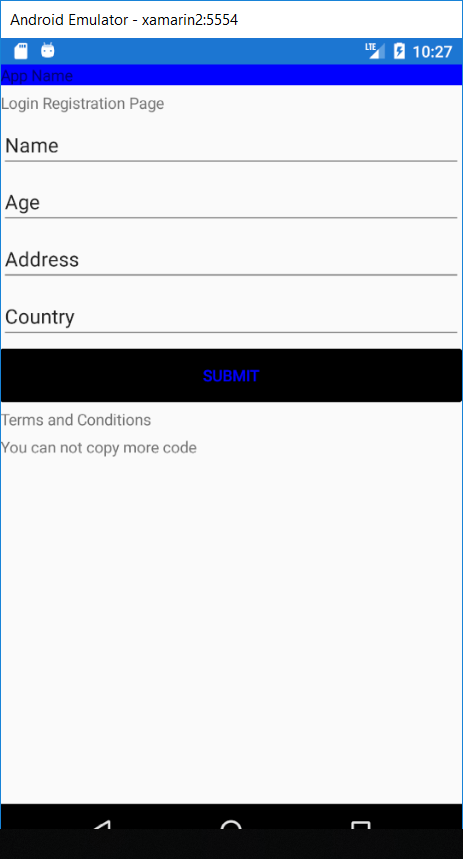 Android Emulator - xamarin2:5554
LTE 10:27
App Name
Login Registration Page
Name
Age
Address
Country
SUBMIT
Terms and Conditions
You can not copy more code